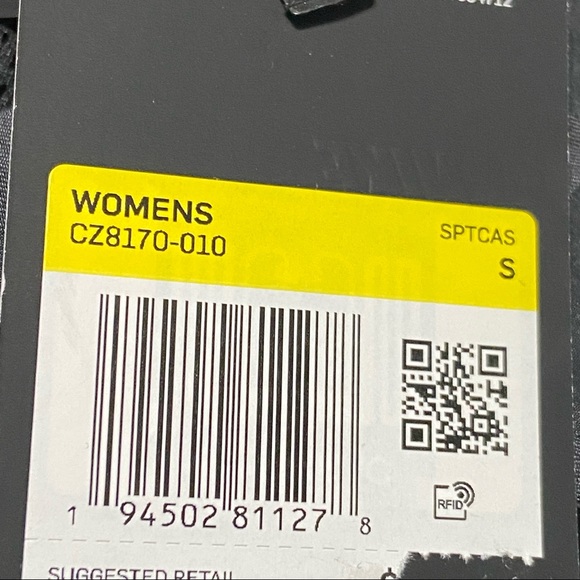 WOMENS
CZ8170-010
SPTCAS
S
1 94502 81127 8
RFID
SUGGESTED RETAIL
$